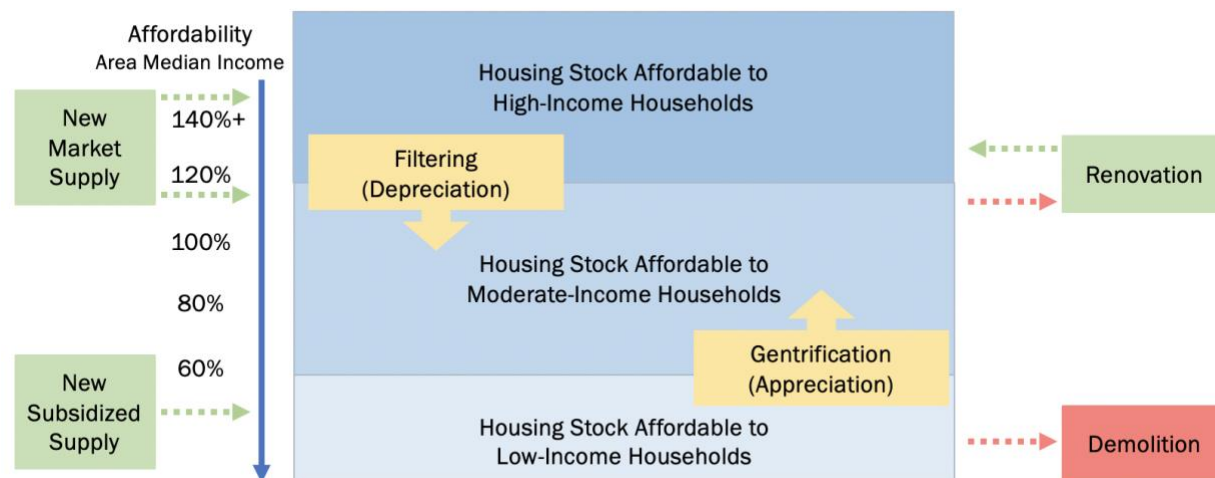 Affordability
Area Median Income
New
Market
Supply
140%+
120%
100%
80%
60%
New
Subsidized
Supply
Housing Stock Affordable to
High-Income Households
Filtering
(Depreciation)
Housing Stock Affordable to
Moderate-Income Households
Gentrification
(Appreciation)
Housing Stock Affordable to
Low-Income Households
Renovation
Demolition